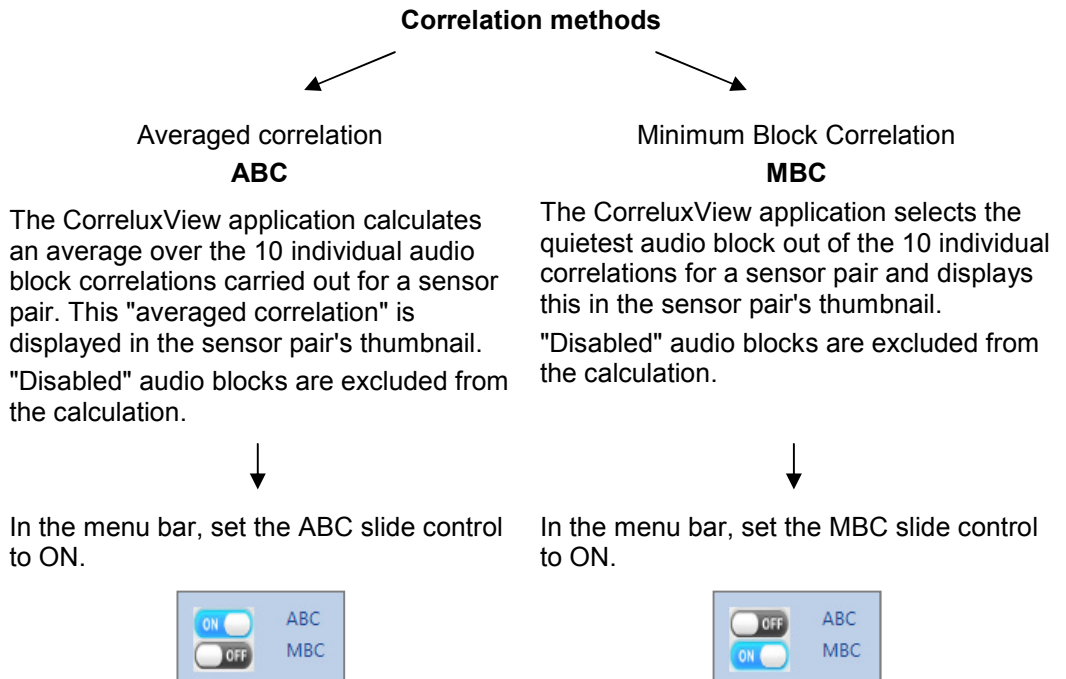 Correlation methods
Averaged correlation
ABC
The CorreluxView application calculates
an average over the 10 individual audio
block correlations carried out for a sensor
pair. This "averaged correlation" is
displayed in the sensor pair's thumbnail.
"Disabled" audio blocks are excluded from
the calculation.
In the menu bar, set the ABC slide control
to ON.
ON ABC
OFF MBC
Minimum Block Correlation
MBC
The CorreluxView application selects the
quietest audio block out of the 10 individual
correlations for a sensor pair and displays
this in the sensor pair's thumbnail.
"Disabled" audio blocks are excluded from
the calculation.
In the menu bar, set the MBC slide control
to ON.
OFF ABC
ON MBC